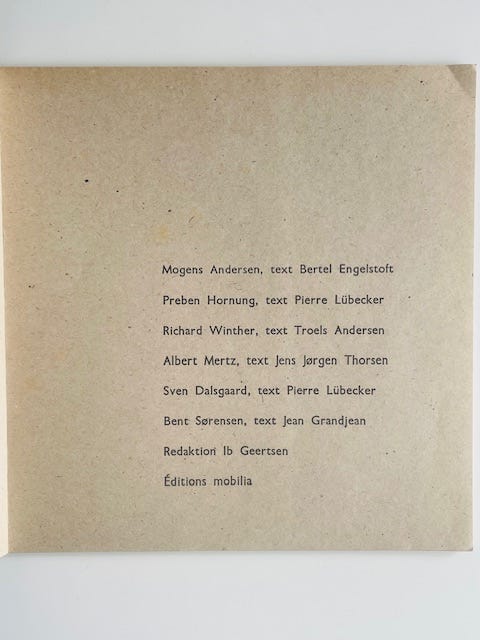 Mogens Andersen, text Bertel Engelstoft
Preben Hornung, text Pierre Lübecker
Richard Winther, text Troels Andersen
Albert Mertz, text Jens Jørgen Thorsen
Sven Dalsgaard, text Pierre Lübecker
Bent Sørensen, text Jean Grandjean
Redaktion Ib Geertsen
Éditions mobilia